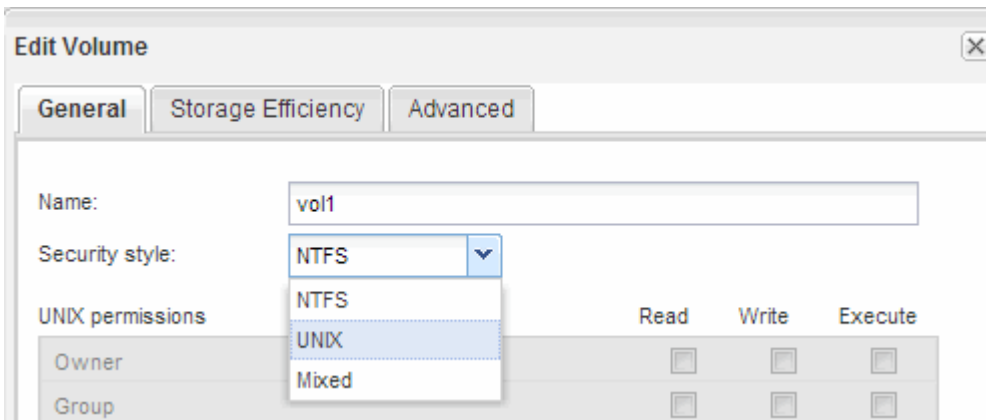 Edit Volume
General Storage Efficiency Advanced
Name: vol1
Security style: NTFS
NTFS
UNIX permissions Read Write Execute
UNIX
Owner
Mixed
Group